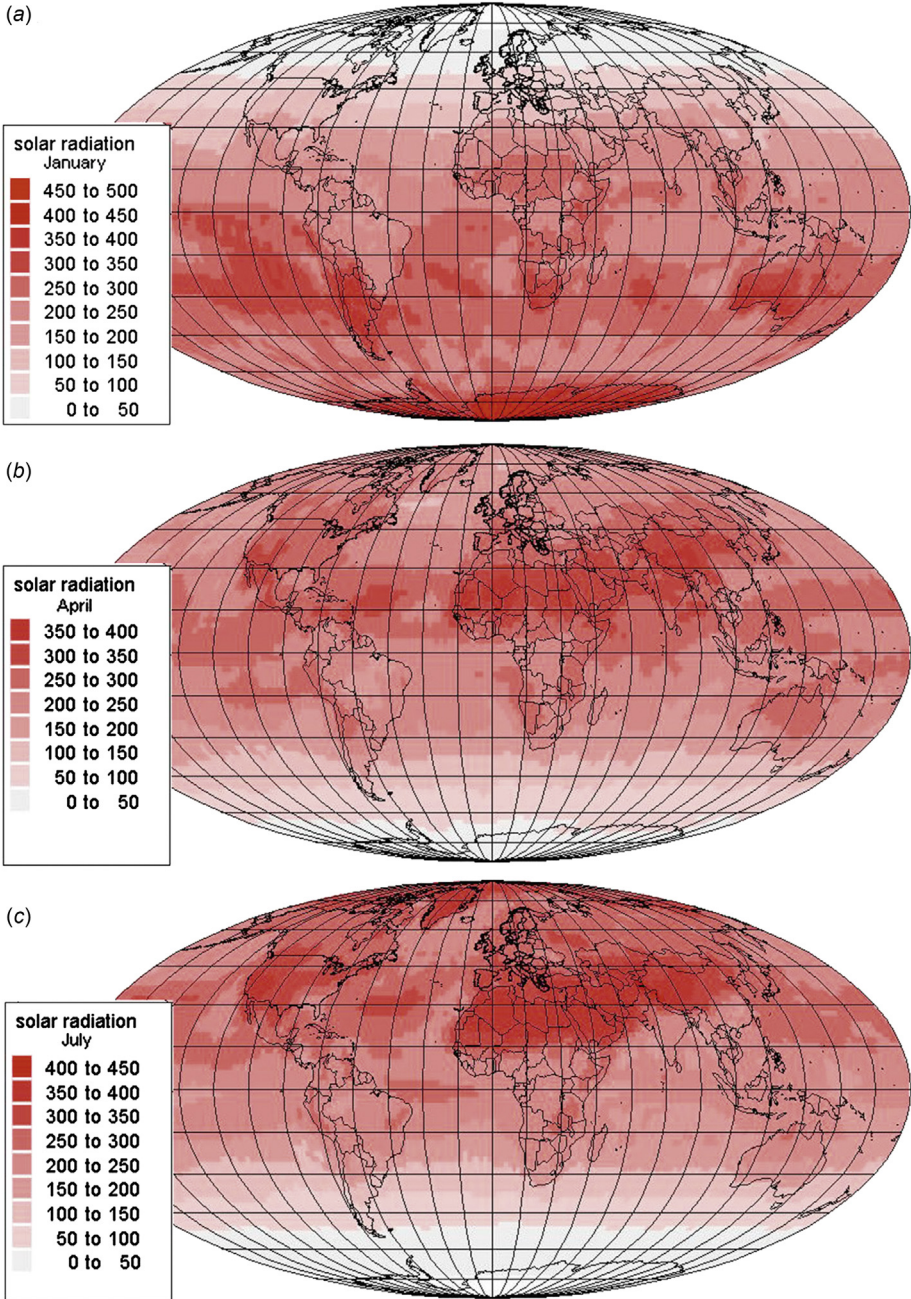 (a)
solar radiation
January
450 to 500
400 to 450
350 to 400
300 to 350
250 to 300
200 to 250
150 to 200
100 to 150
50 to 100
0 to 50
(b)
solar radiation
April
350 to 400
300 to 350
250 to 300
200 to 250
150 to 200
100 to 150
50 to 100
0 to 50
(c)
solar radiation
July
400 to 450
350 to 400
300 to 350
250 to 300
200 to 250
150 to 200
100 to 150
50 to 100
0 to 50